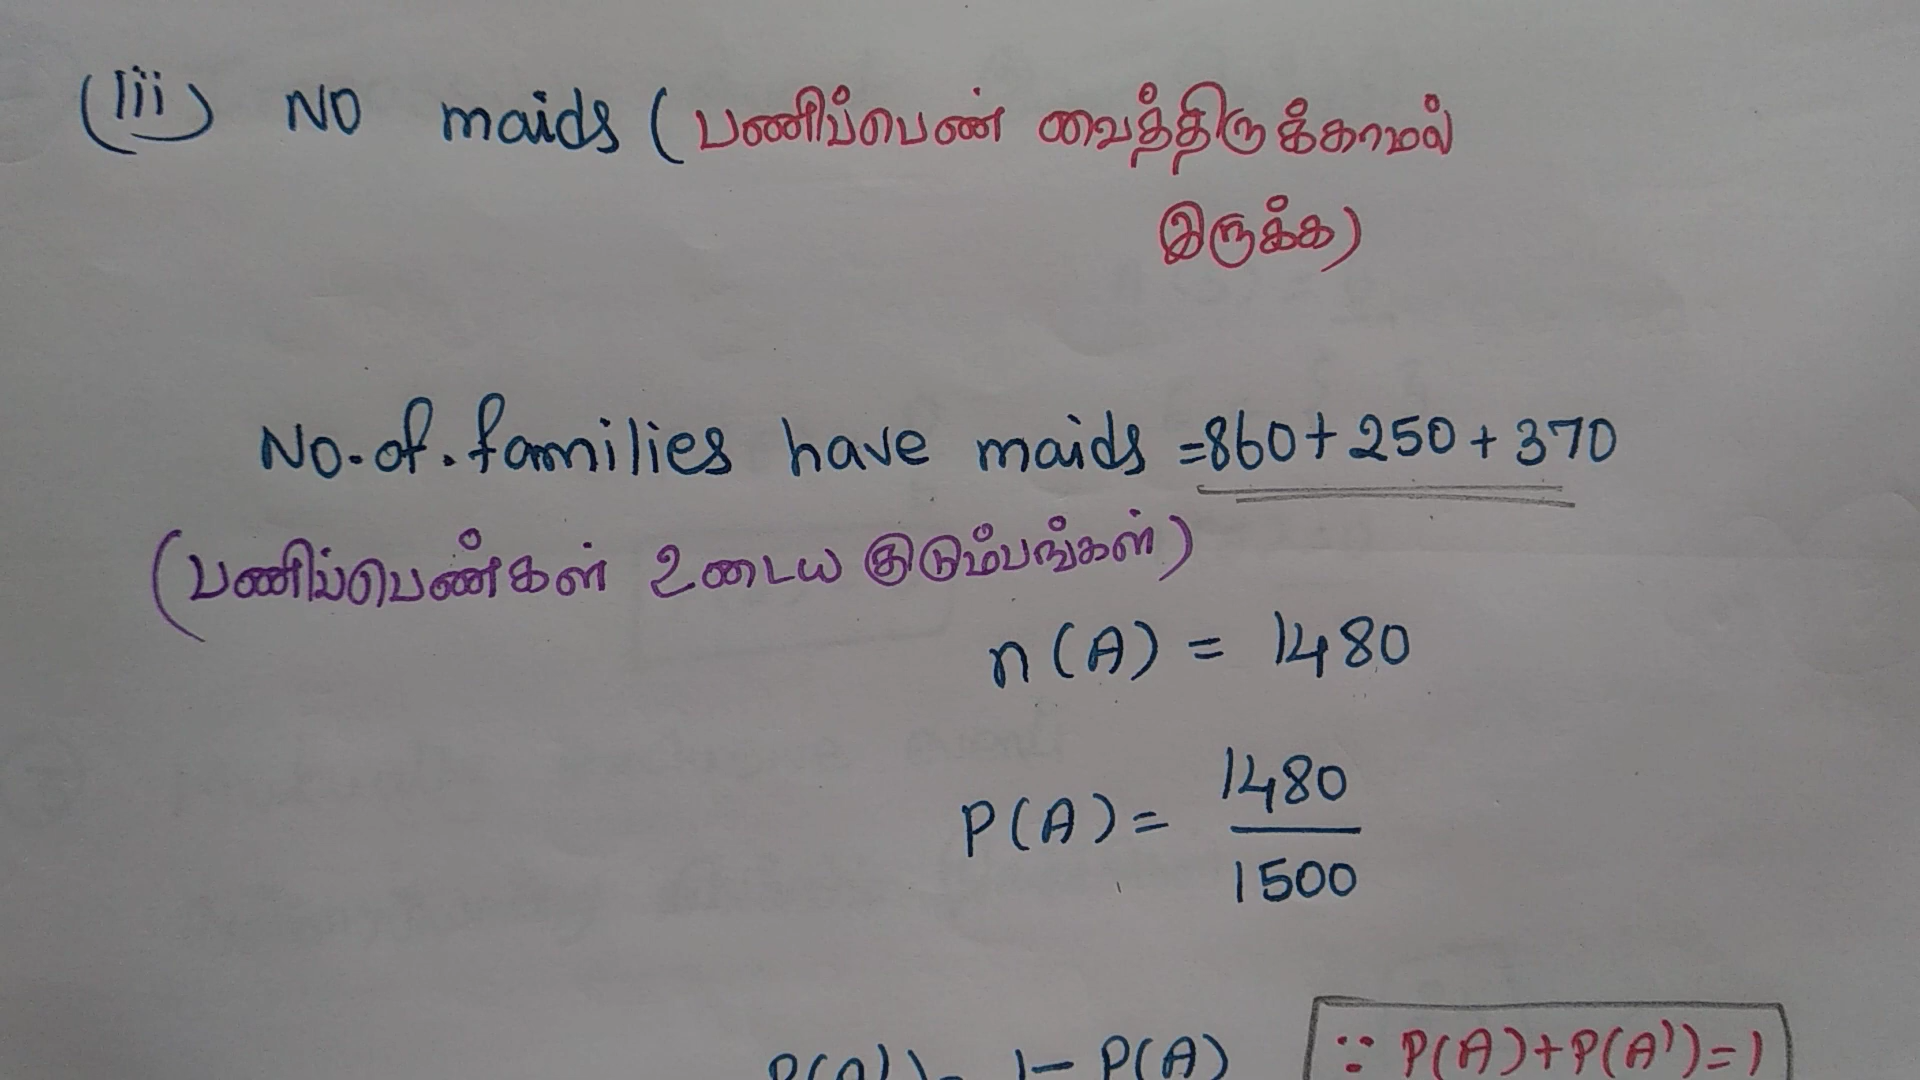 (iii) No maids (பணிப்பெண் வைத்திருக்காமல்
இருக்க)
No.of.families have maids =860+250+370
(பணிப்பெண்கள் உடைய குடும்பங்கள்)
n(A) = 1480
P(A) = 1480
1500
P(A') = 1- P(A) ∵ P(A)+P(A')=1